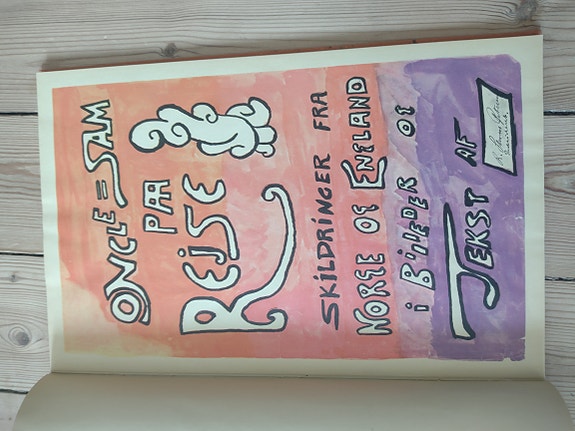 ONCLE=SAM
PAA
REJSE
SKILDRINGER FRA
NORGE OG ENGLAND
i BillEDER OG
TEKST AF